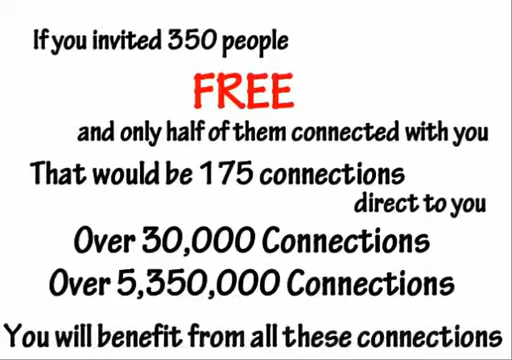 If you invited 350 people
FREE
and only half of them connected with you
That would be 175 connections
direct to you
Over 30,000 Connections
Over 5,350,000 Connections
You will benefit from all these connections